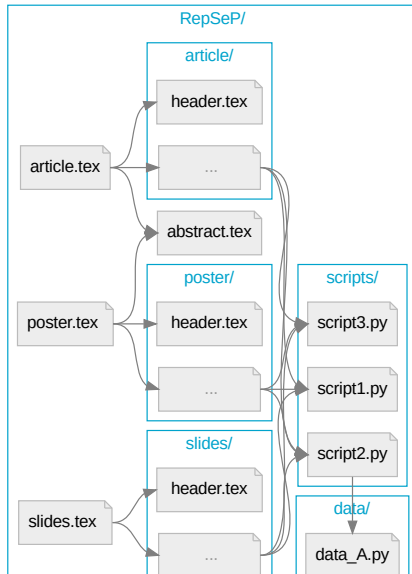 RepSeP/
article/
header.tex
...
article.tex
abstract.tex
poster/
header.tex
...
poster.tex
scripts/
script3.py
script1.py
script2.py
slides/
header.tex
...
slides.tex
data/
data_A.py